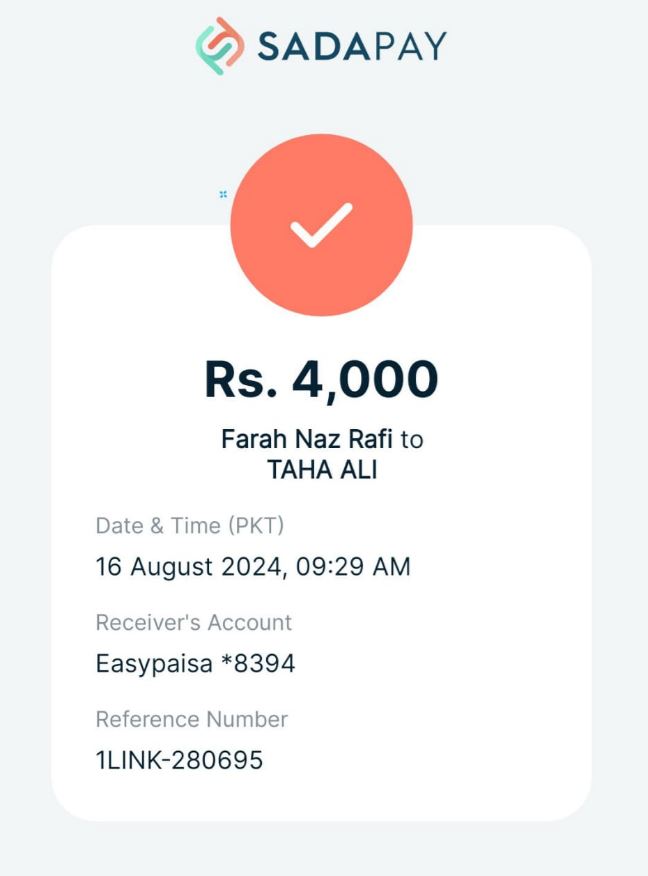 SADAPAY
Rs. 4,000
Farah Naz Rafi to
TAHA ALI
Date & Time (PKT)
16 August 2024, 09:29 AM
Receiver's Account
Easypaisa *8394
Reference Number
1LINK-280695